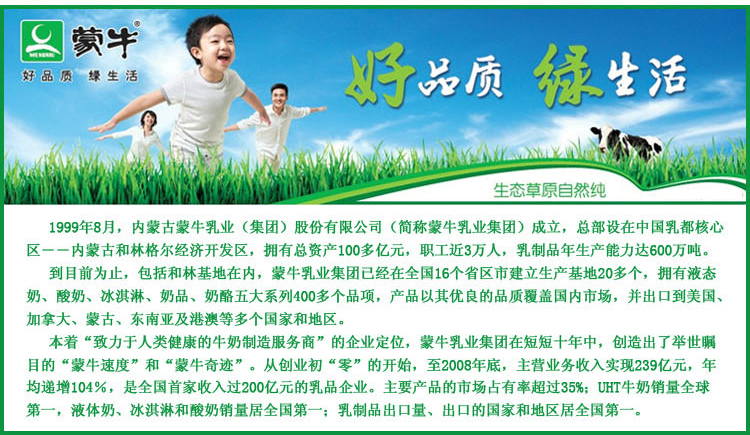 蒙牛®
MENGNIU
好品质 绿生活
好品质 绿生活
生态草原自然纯
1999年8月，内蒙古蒙牛乳业（集团）股份有限公司（简称蒙牛乳业集团）成立，总部设在中国乳都核心
区－－内蒙古和林格尔经济开发区，拥有总资产100多亿元，职工近3万人，乳制品年生产能力达600万吨。
到目前为止，包括和林基地在内，蒙牛乳业集团已经在全国16个省区市建立生产基地20多个，拥有液态
奶、酸奶、冰淇淋、奶品、奶酪五大系列400多个品项，产品以其优良的品质覆盖国内市场，并出口到美国、
加拿大、蒙古、东南亚及港澳等多个国家和地区。
本着“致力于人类健康的牛奶制造服务商”的企业定位，蒙牛乳业集团在短短十年中，创造出了举世瞩
目的“蒙牛速度”和“蒙牛奇迹”。从创业初“零”的开始，至2008年底，主营业务收入实现239亿元，年
均递增104％，是全国首家收入过200亿元的乳品企业。主要产品的市场占有率超过35%；UHT牛奶销量全球
第一，液体奶、冰淇淋和酸奶销量居全国第一；乳制品出口量、出口的国家和地区居全国第一。